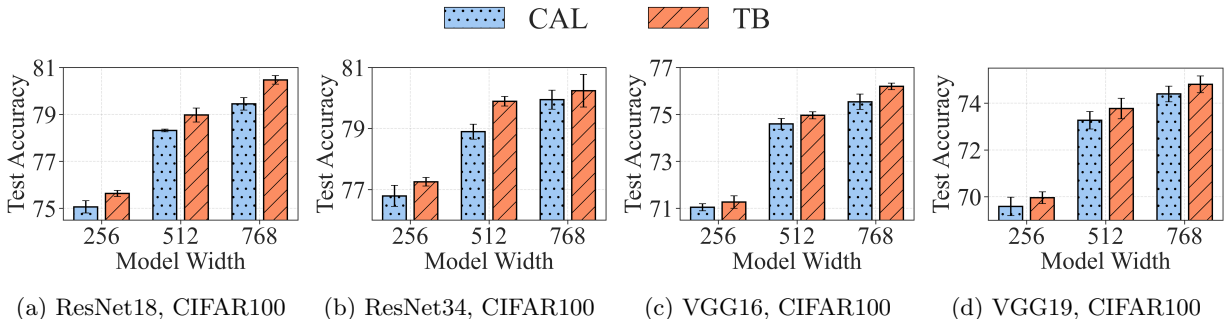 CAL TB
Test Accuracy
81
79
77
75
256 512 768
Model Width
(a) ResNet18, CIFAR100
Test Accuracy
81
79
77
256 512 768
Model Width
(b) ResNet34, CIFAR100
Test Accuracy
77
75
73
71
256 512 768
Model Width
(c) VGG16, CIFAR100
Test Accuracy
74
72
70
256 512 768
Model Width
(d) VGG19, CIFAR100